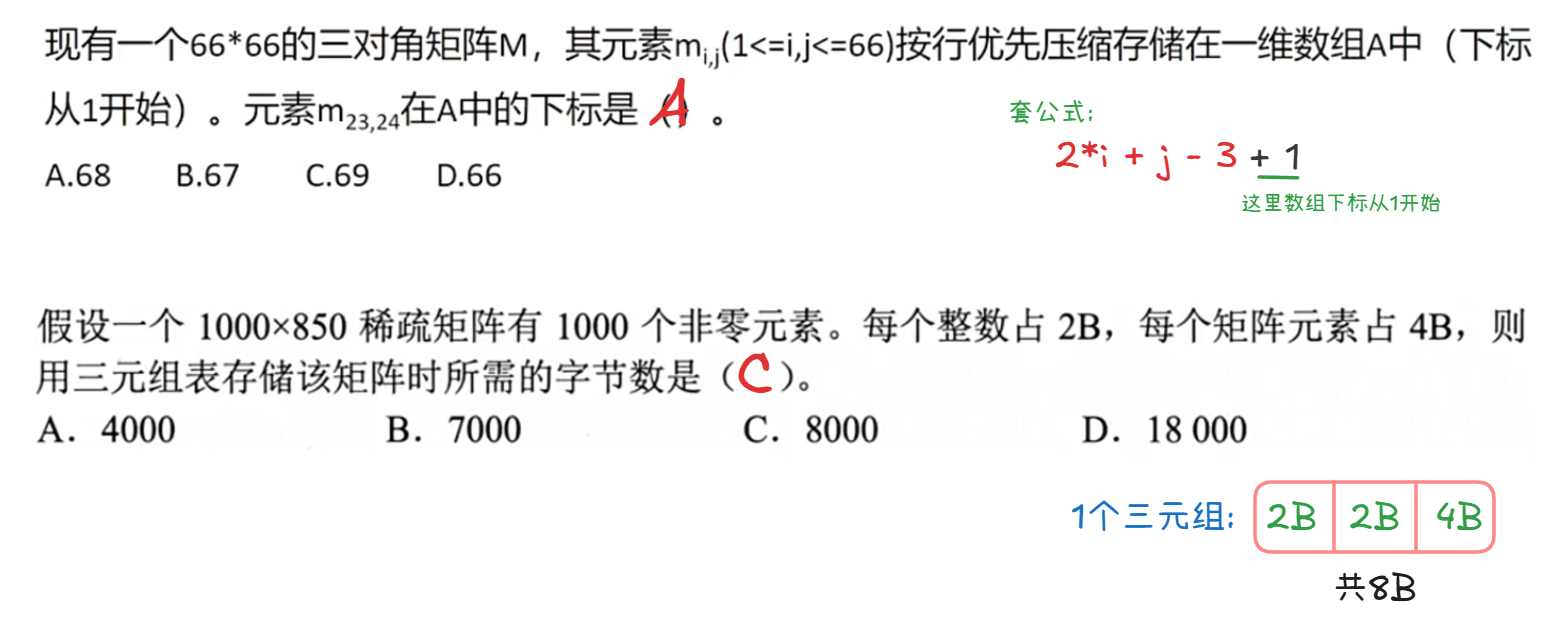 现有一个66*66的三对角矩阵M，其元素mi,j(1<=i,j<=66)按行优先压缩存储在一维数组A中（下标
从1开始）。元素m23,24在A中的下标是（A）。
套公式:
2*i + j - 3 + 1
这里数组下标从1开始
A.68 B.67 C.69 D.66
假设一个 1000×850 稀疏矩阵有 1000 个非零元素。每个整数占 2B，每个矩阵元素占 4B，则
用三元组表存储该矩阵时所需的字节数是（C）。
A．4000 B．7000 C．8000 D．18 000
1个三元组: 2B 2B 4B
共8B